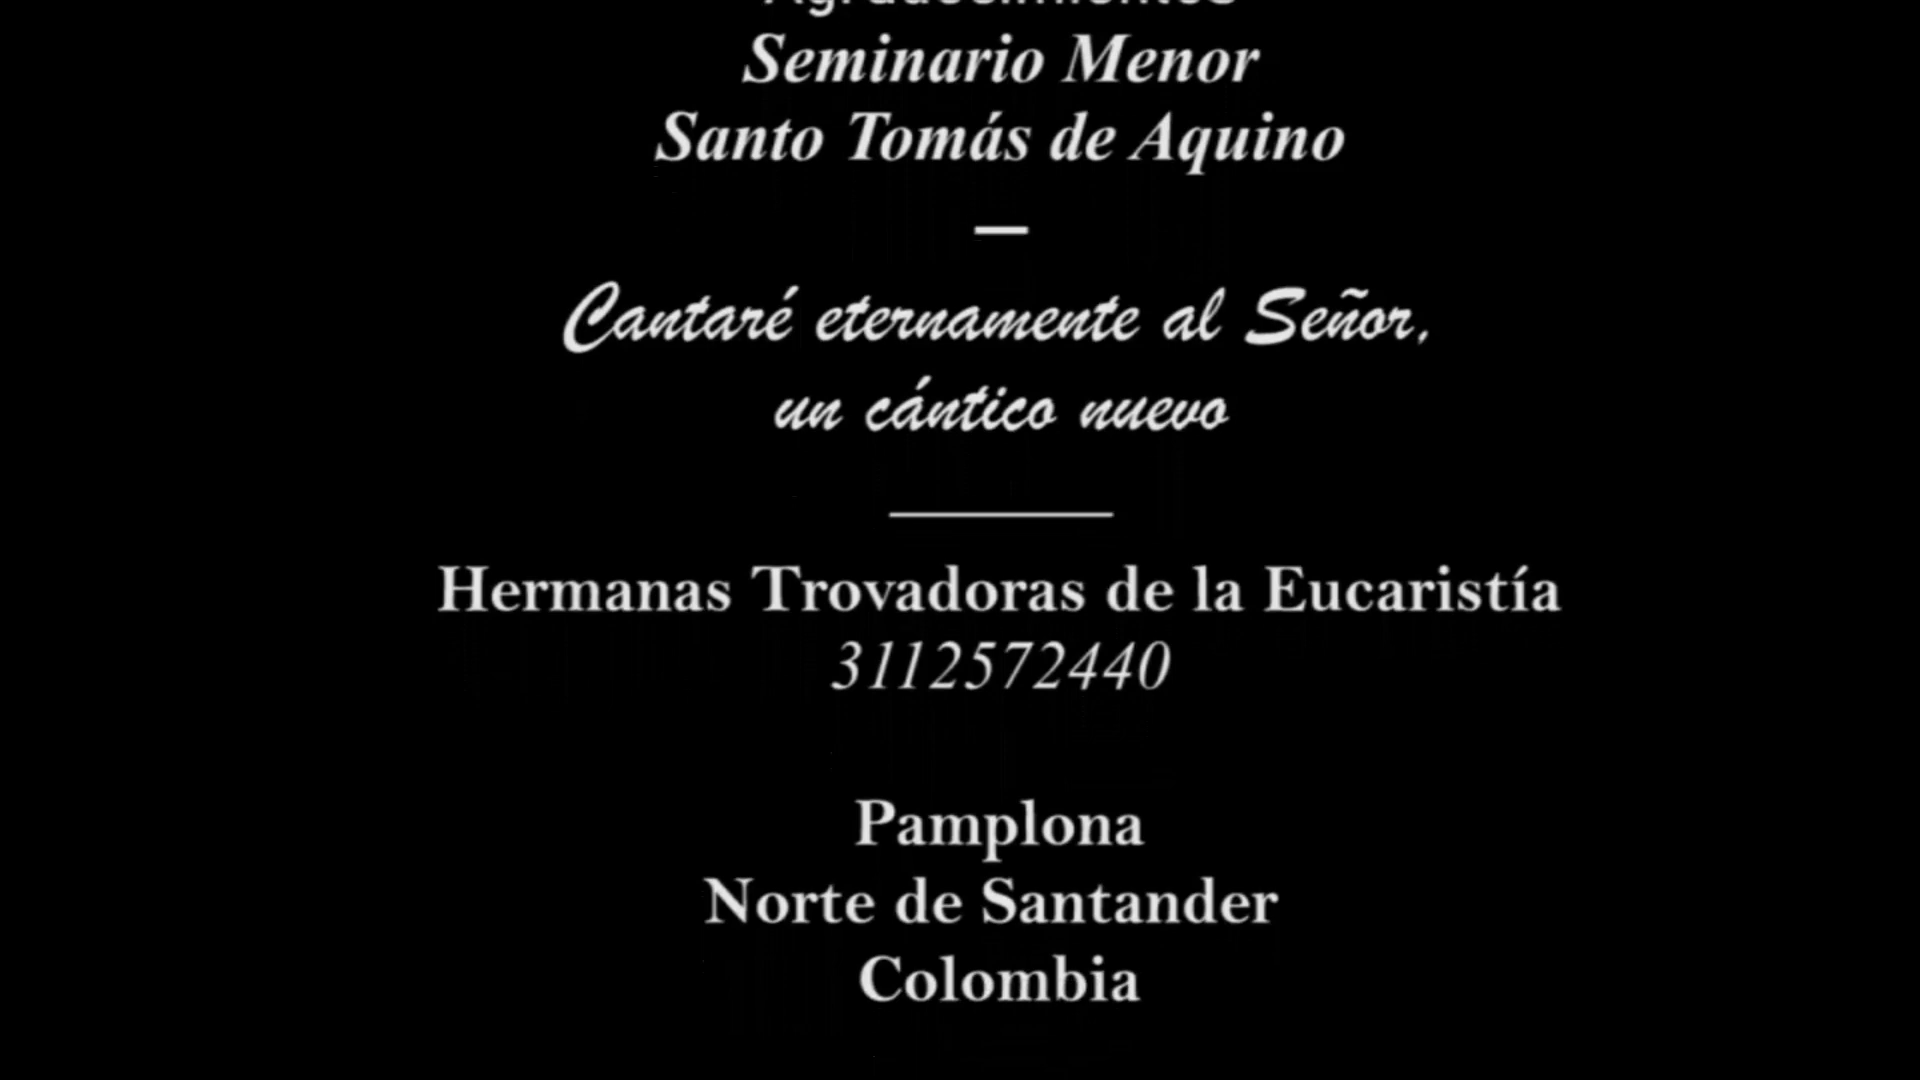 Agradecimientos
Seminario Menor
Santo Tomás de Aquino
—
Cantaré eternamente al Señor,
un cántico nuevo
Hermanas Trovadoras de la Eucaristía
3112572440
Pamplona
Norte de Santander
Colombia